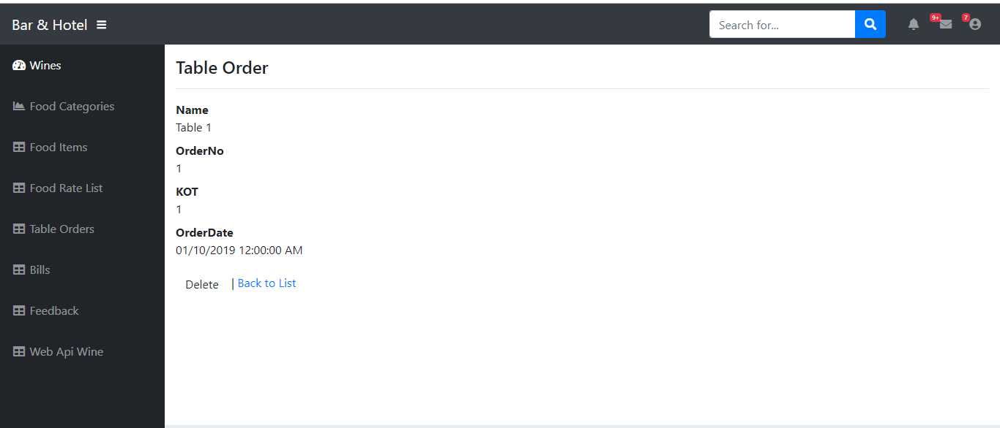 Bar & Hotel
Search for...
9+
7
Wines
Food Categories
Food Items
Food Rate List
Table Orders
Bills
Feedback
Web Api Wine
Table Order
Name
Table 1
OrderNo
1
KOT
1
OrderDate
01/10/2019 12:00:00 AM
Delete | Back to List